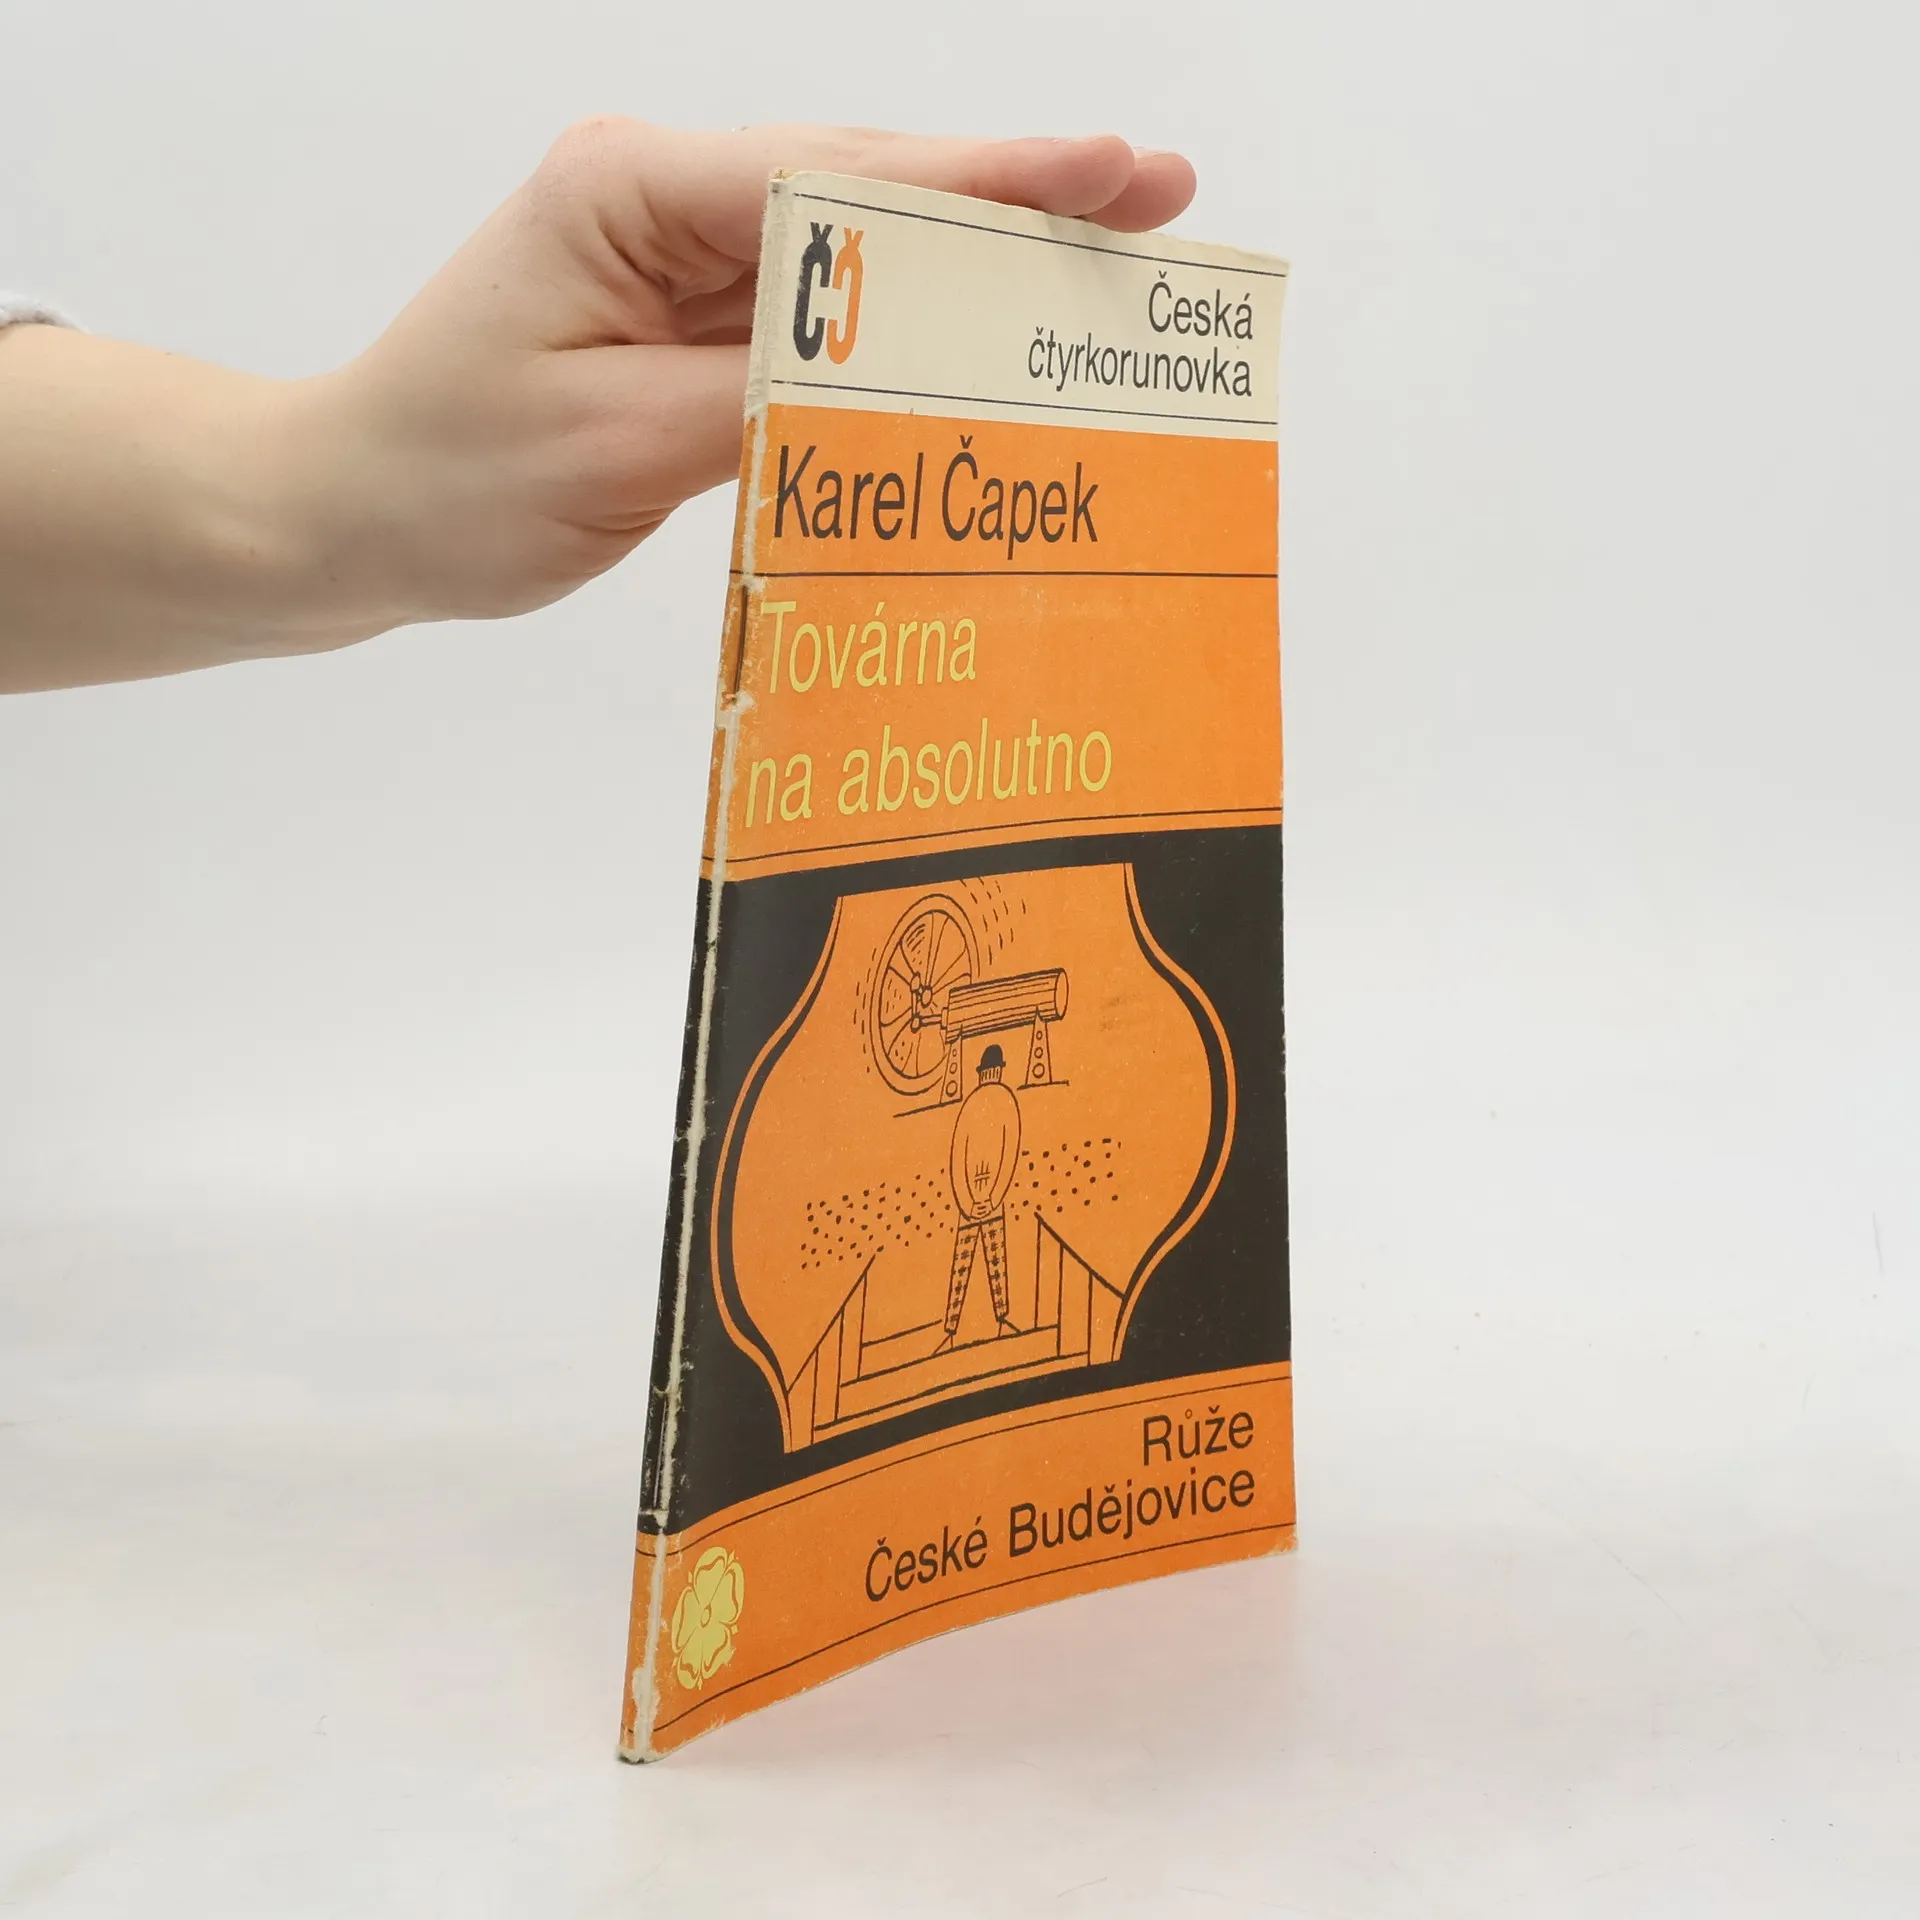 ČČ
Česká
čtyrkorunovka
Karel Čapek
Továrna
na absolutno
Růže
České Budějovice